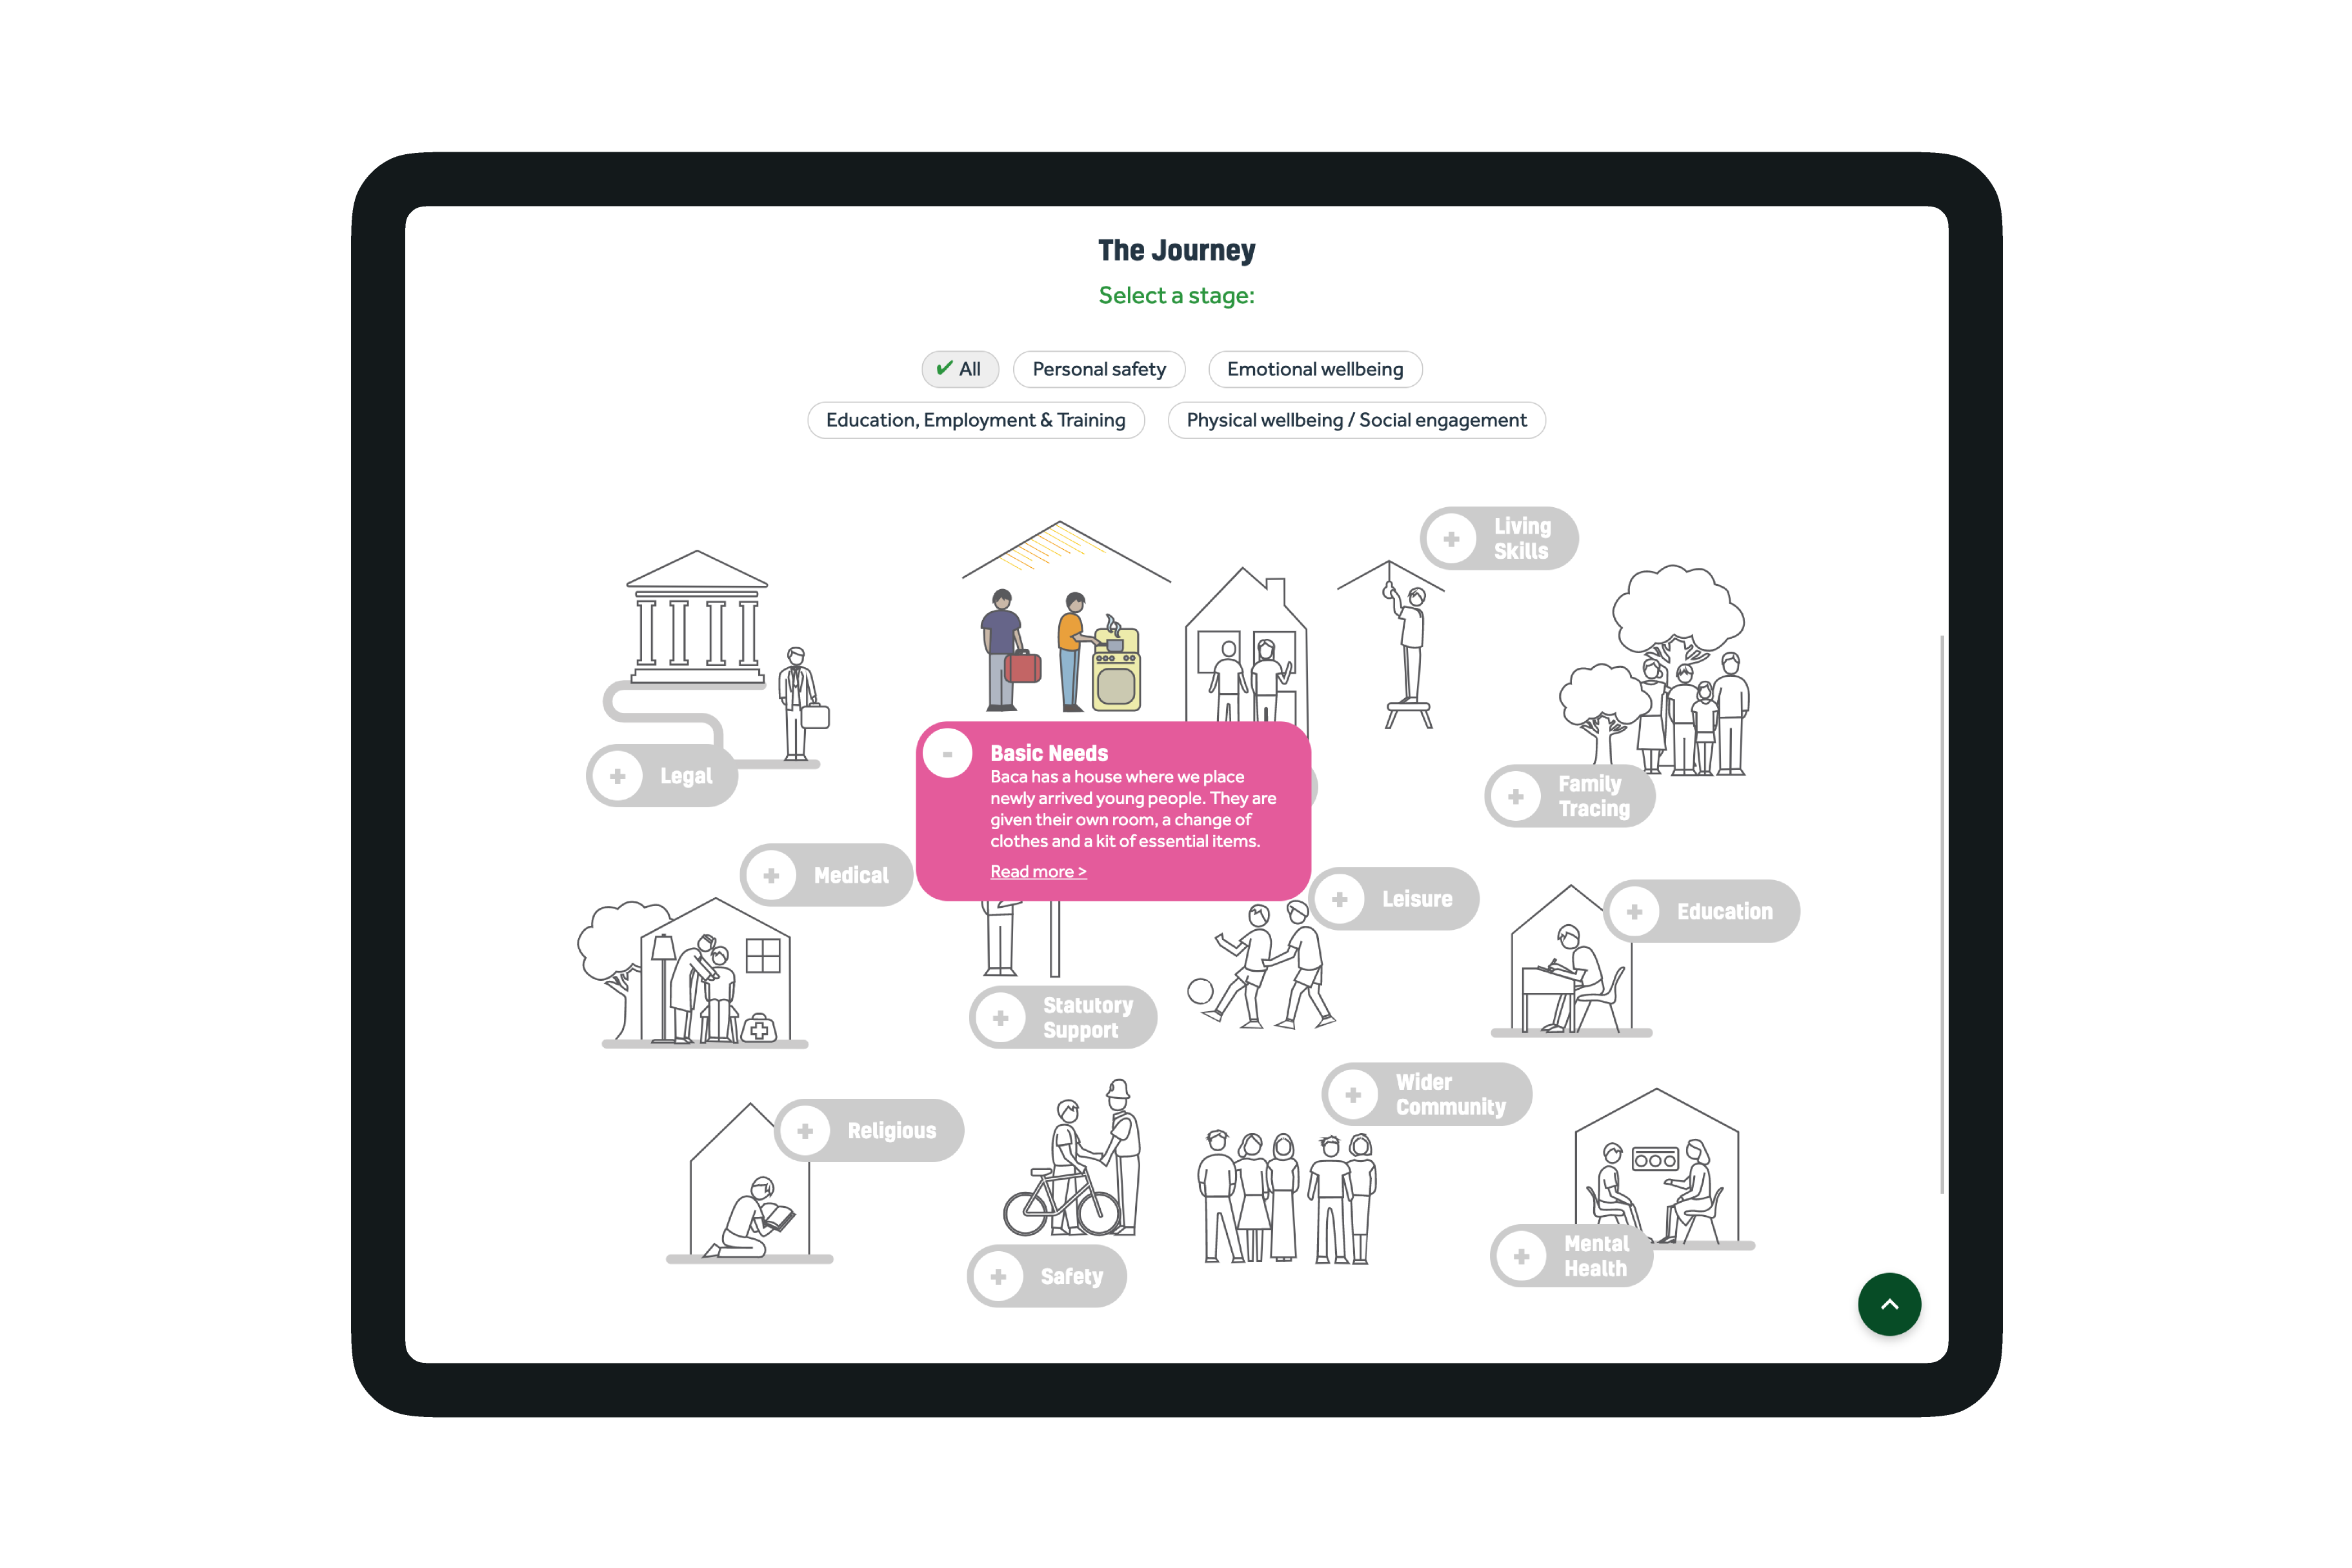 The Journey
Select a stage:
✔ All
Personal safety
Emotional wellbeing
Education, Employment & Training
Physical wellbeing / Social engagement
+ Living
Skills
+ Legal
- Basic Needs
Baca has a house where we place
newly arrived young people. They are
given their own room, a change of
clothes and a kit of essential items.
Read more >
+ Family
Tracing
+ Medical
+ Leisure
+ Education
+ Statutory
Support
+ Wider
Community
+ Religious
+ Safety
+ Mental
Health